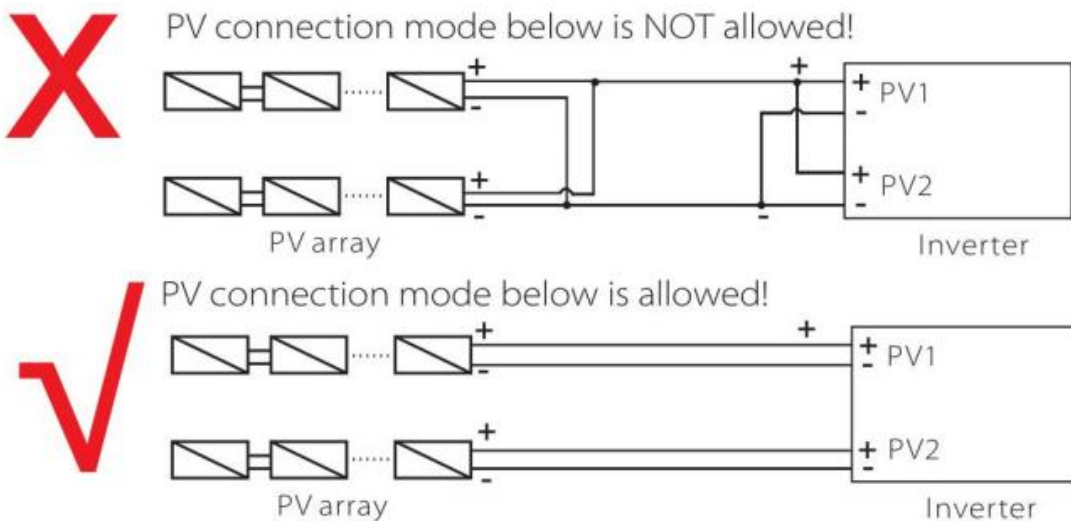 X
PV connection mode below is NOT allowed!
+
-
+
-
PV array
+
-
+ PV1
-
+ PV2
-
Inverter
√
PV connection mode below is allowed!
+
-
+
-
PV array
+
+ PV1
-
+ PV2
-
Inverter